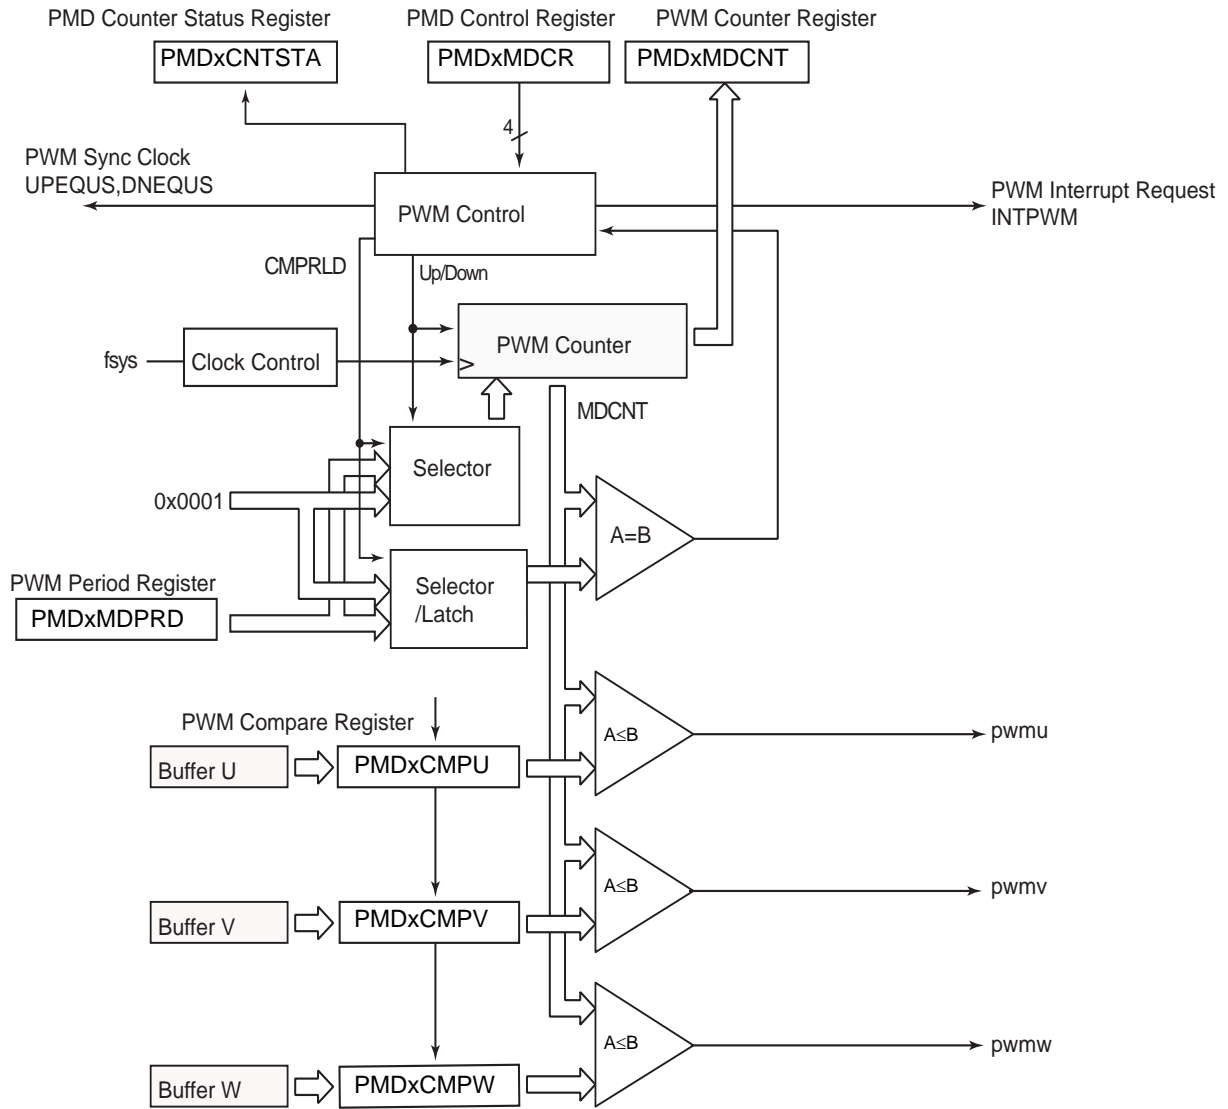 PMD Counter Status Register
PMD Control Register
PWM Counter Register
PMDxCNTSTA
PMDxMDCR
PMDxMDCNT
4
PWM Sync Clock
UPEQUS,DNEQUS
PWM Control
PWM Interrupt Request
INTPWM
CMPRLD
Up/Down
fsys
Clock Control
PWM Counter
MDCNT
Selector
0x0001
A=B
PWM Period Register
PMDxMDPRD
Selector
/Latch
PWM Compare Register
Buffer U
PMDxCMPU
A≤B
pwmu
Buffer V
PMDxCMPV
A≤B
pwmv
Buffer W
PMDxCMPW
A≤B
pwmw